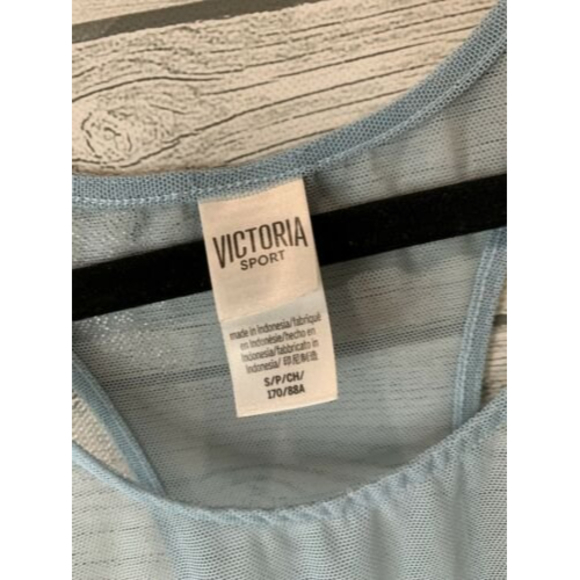 VICTORIA
SPORT
made in Indonesia/fabriqué
en Indonésie/hecho en
Indonesia/fabbricato in
Indonesia/ 印尼制造
S/P/CH/
170/88A